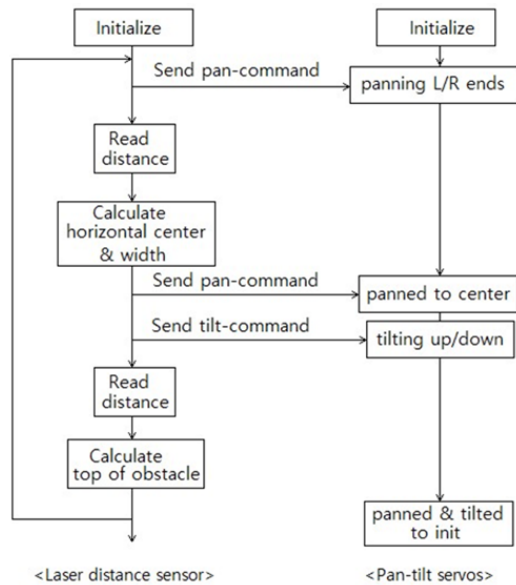 Initialize
Initialize
Send pan-command
panning L/R ends
Read
distance
Calculate
horizontal center
& width
Send pan-command
panned to center
Send tilt-command
tilting up/down
Read
distance
Calculate
top of obstacle
panned & tilted
to init
<Laser distance sensor>
<Pan-tilt servos>